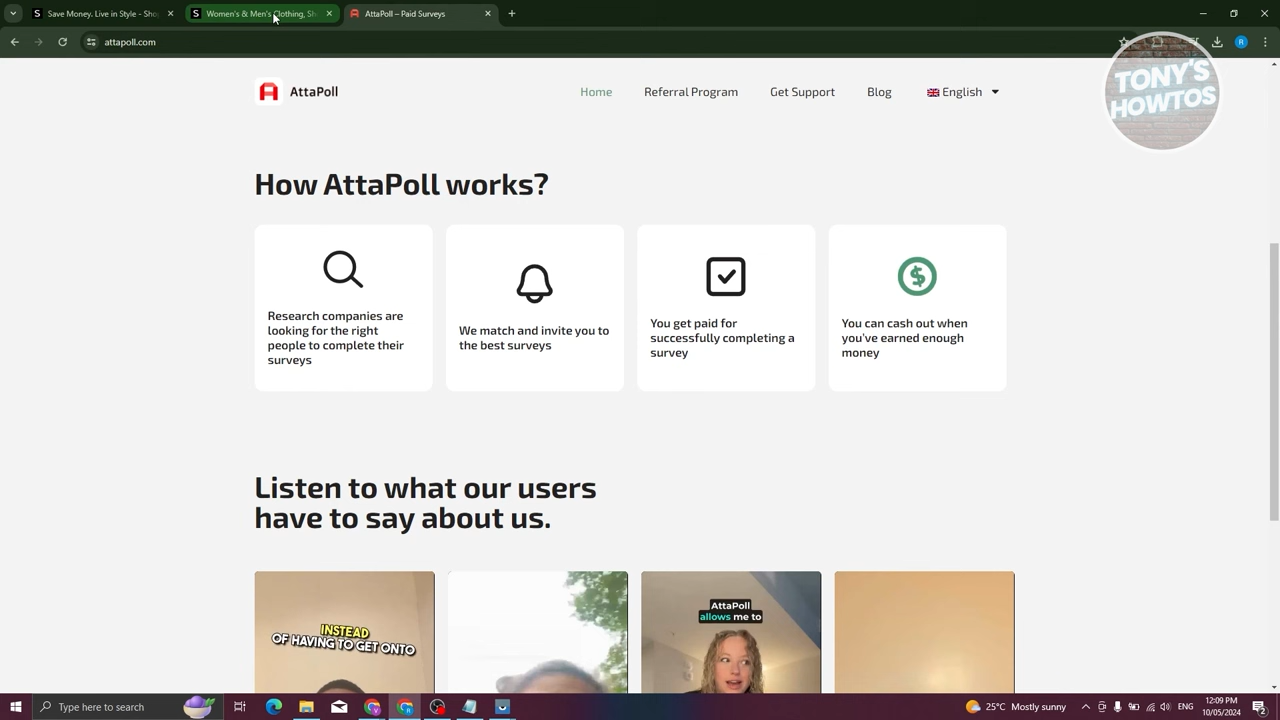 Save Money. Live in Style - Sho
Women's & Men's Clothing, Sh
AttaPoll – Paid Surveys
attapoll.com
TONY'S
HOWTOS
AttaPoll
Home
Referral Program
Get Support
Blog
English
How AttaPoll works?
Research companies are
looking for the right
people to complete their
surveys
We match and invite you to
the best surveys
You get paid for
successfully completing a
survey
You can cash out when
you've earned enough
money
Listen to what our users
have to say about us.
INSTEAD
OF HAVING TO GET ONTO
AttaPoll
allows me to
Type here to search
25°C Mostly sunny
ENG
12:09 PM
10/05/2024
2